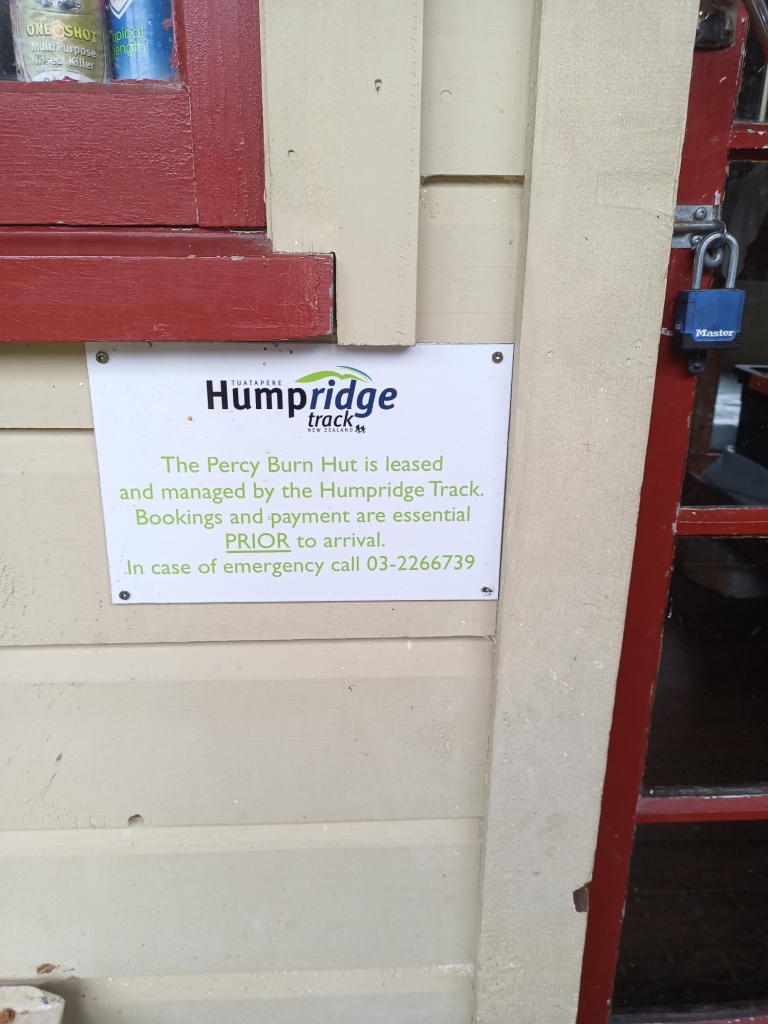 ONE SHOT
Multi-purpose
Insect Killer
Master
TUATAPERE
Humpridge
track
NEW ZEALAND
The Percy Burn Hut is leased
and managed by the Humpridge Track.
Bookings and payment are essential
PRIOR to arrival.
In case of emergency call 03-2266739